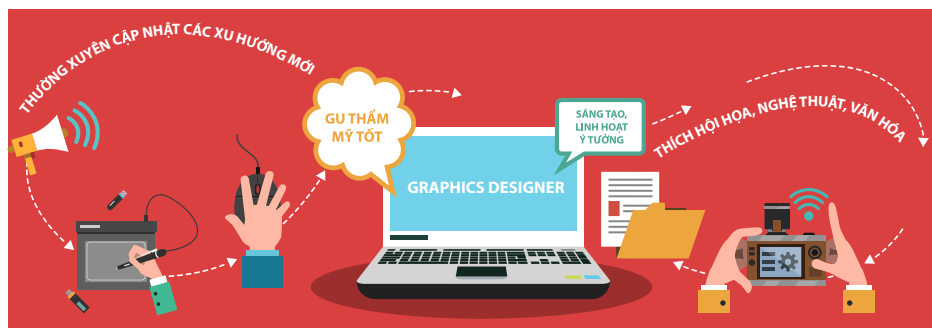 THƯỜNG XUYÊN CẬP NHẬT CÁC XU HƯỚNG MỚI
GU THẨM
MỸ TỐT
GRAPHICS DESIGNER
SÁNG TẠO,
LINH HOẠT
Ý TƯỞNG
THÍCH HỘI HỌA, NGHỆ THUẬT, VĂN HÓA